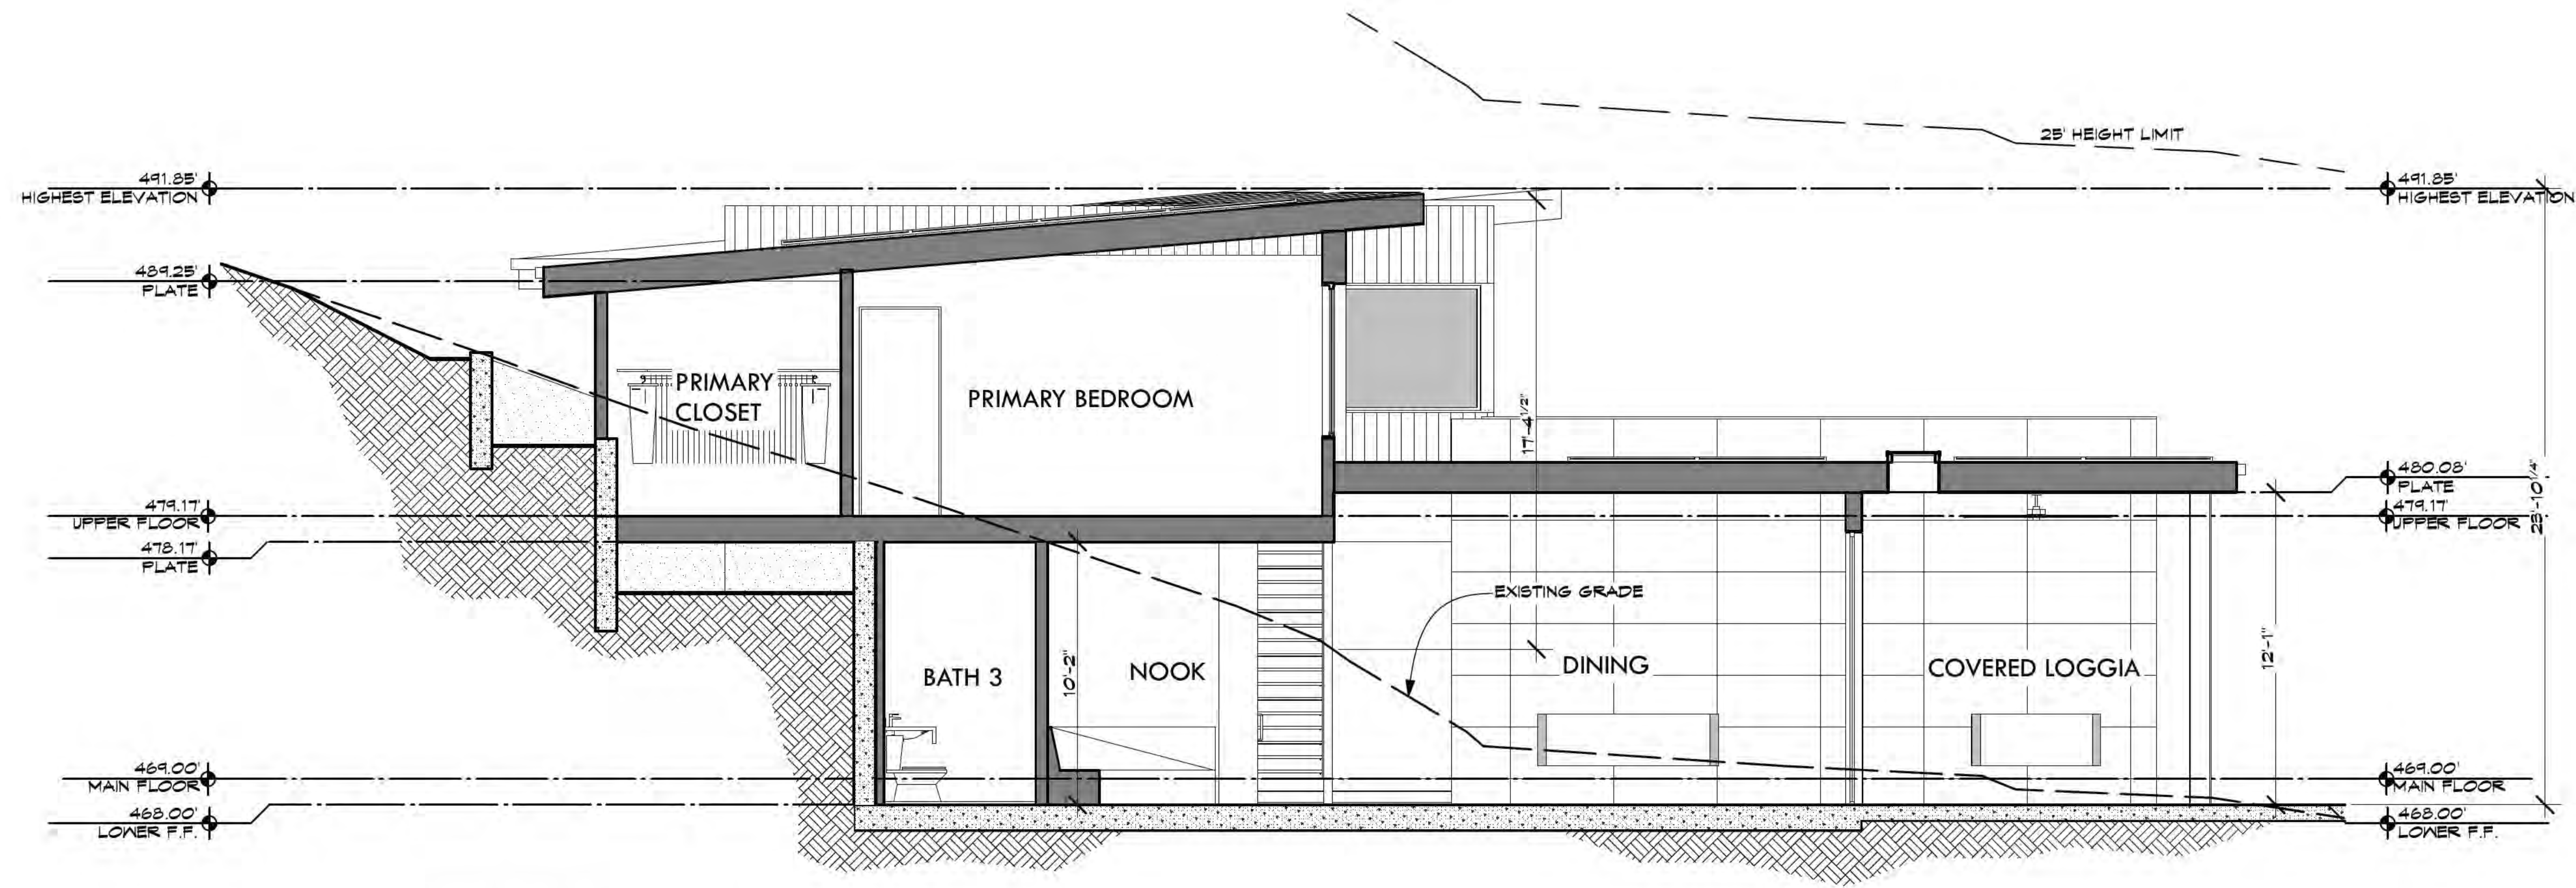 25' HEIGHT LIMIT
491.85'
HIGHEST ELEVATION
491.85'
HIGHEST ELEVATION
489.25'
PLATE
PRIMARY
CLOSET
PRIMARY BEDROOM
17'-4 1/2"
480.08'
PLATE
479.17'
UPPER FLOOR
479.17'
UPPER FLOOR
23'-10 1/4"
478.17'
PLATE
EXISTING GRADE
BATH 3
10'-2"
NOOK
DINING
COVERED LOGGIA
12'-1"
469.00'
MAIN FLOOR
469.00'
MAIN FLOOR
468.00'
LOWER F.F.
468.00'
LOWER F.F.